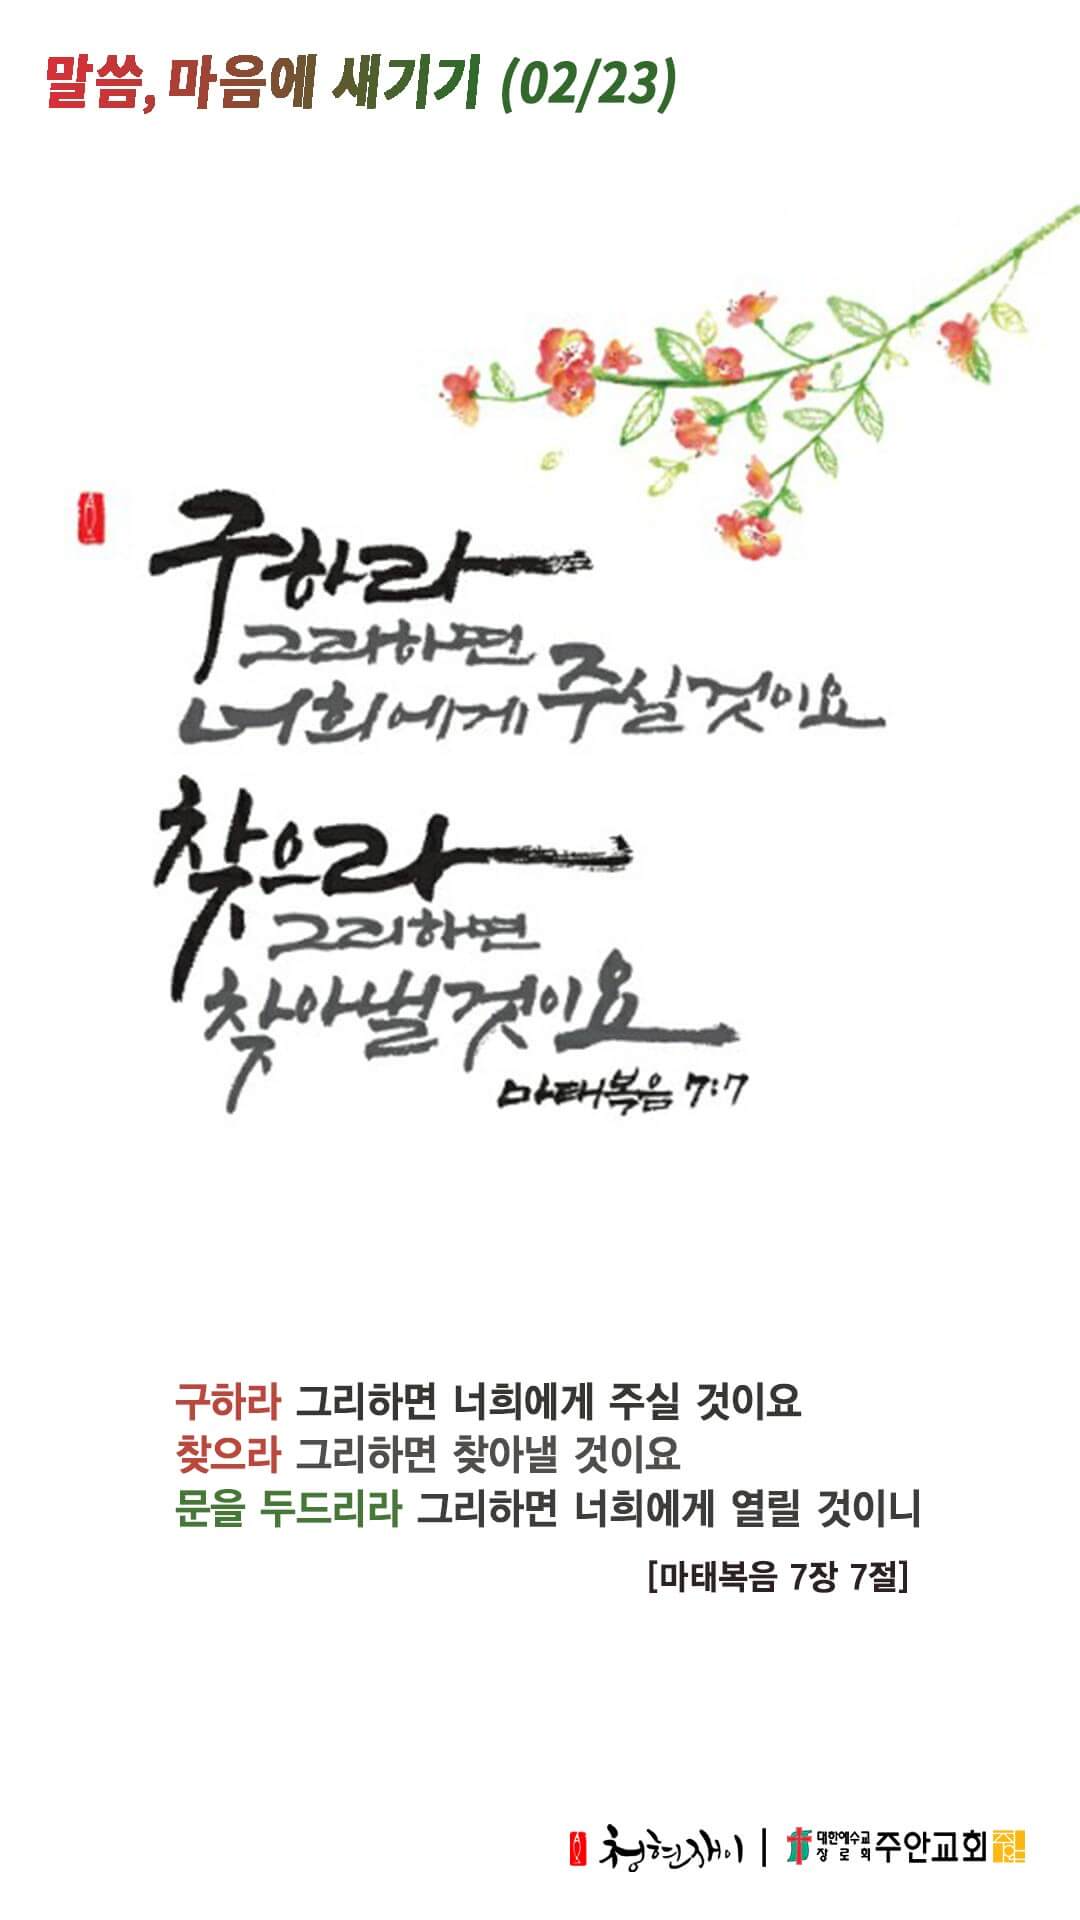 말씀, 마음에 새기기 (02/23)
구하라
그리하면
너희에게 주실것이요
찾으라
그리하면
찾아낼것이요
마태복음 7:7
구하라 그리하면 너희에게 주실 것이요
찾으라 그리하면 찾아낼 것이요
문을 두드리라 그리하면 너희에게 열릴 것이니
[마태복음 7장 7절]
청현재이 | 대한예수교장로회 주안교회